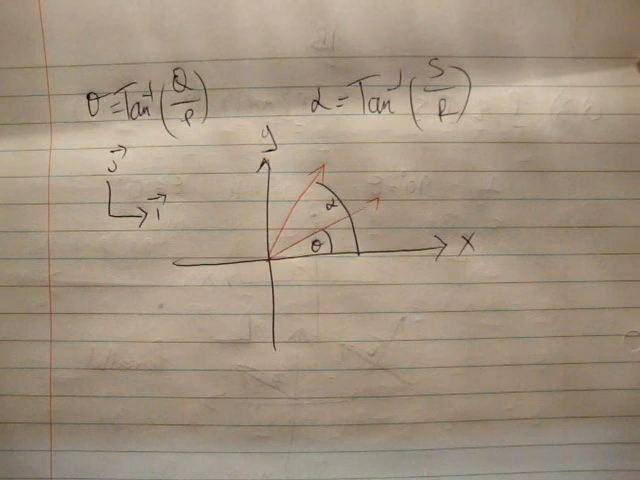 θ = Tan⁻¹(Q/P) α = Tan⁻¹(S/R)
y
j⃗
i⃗
α
θ
x